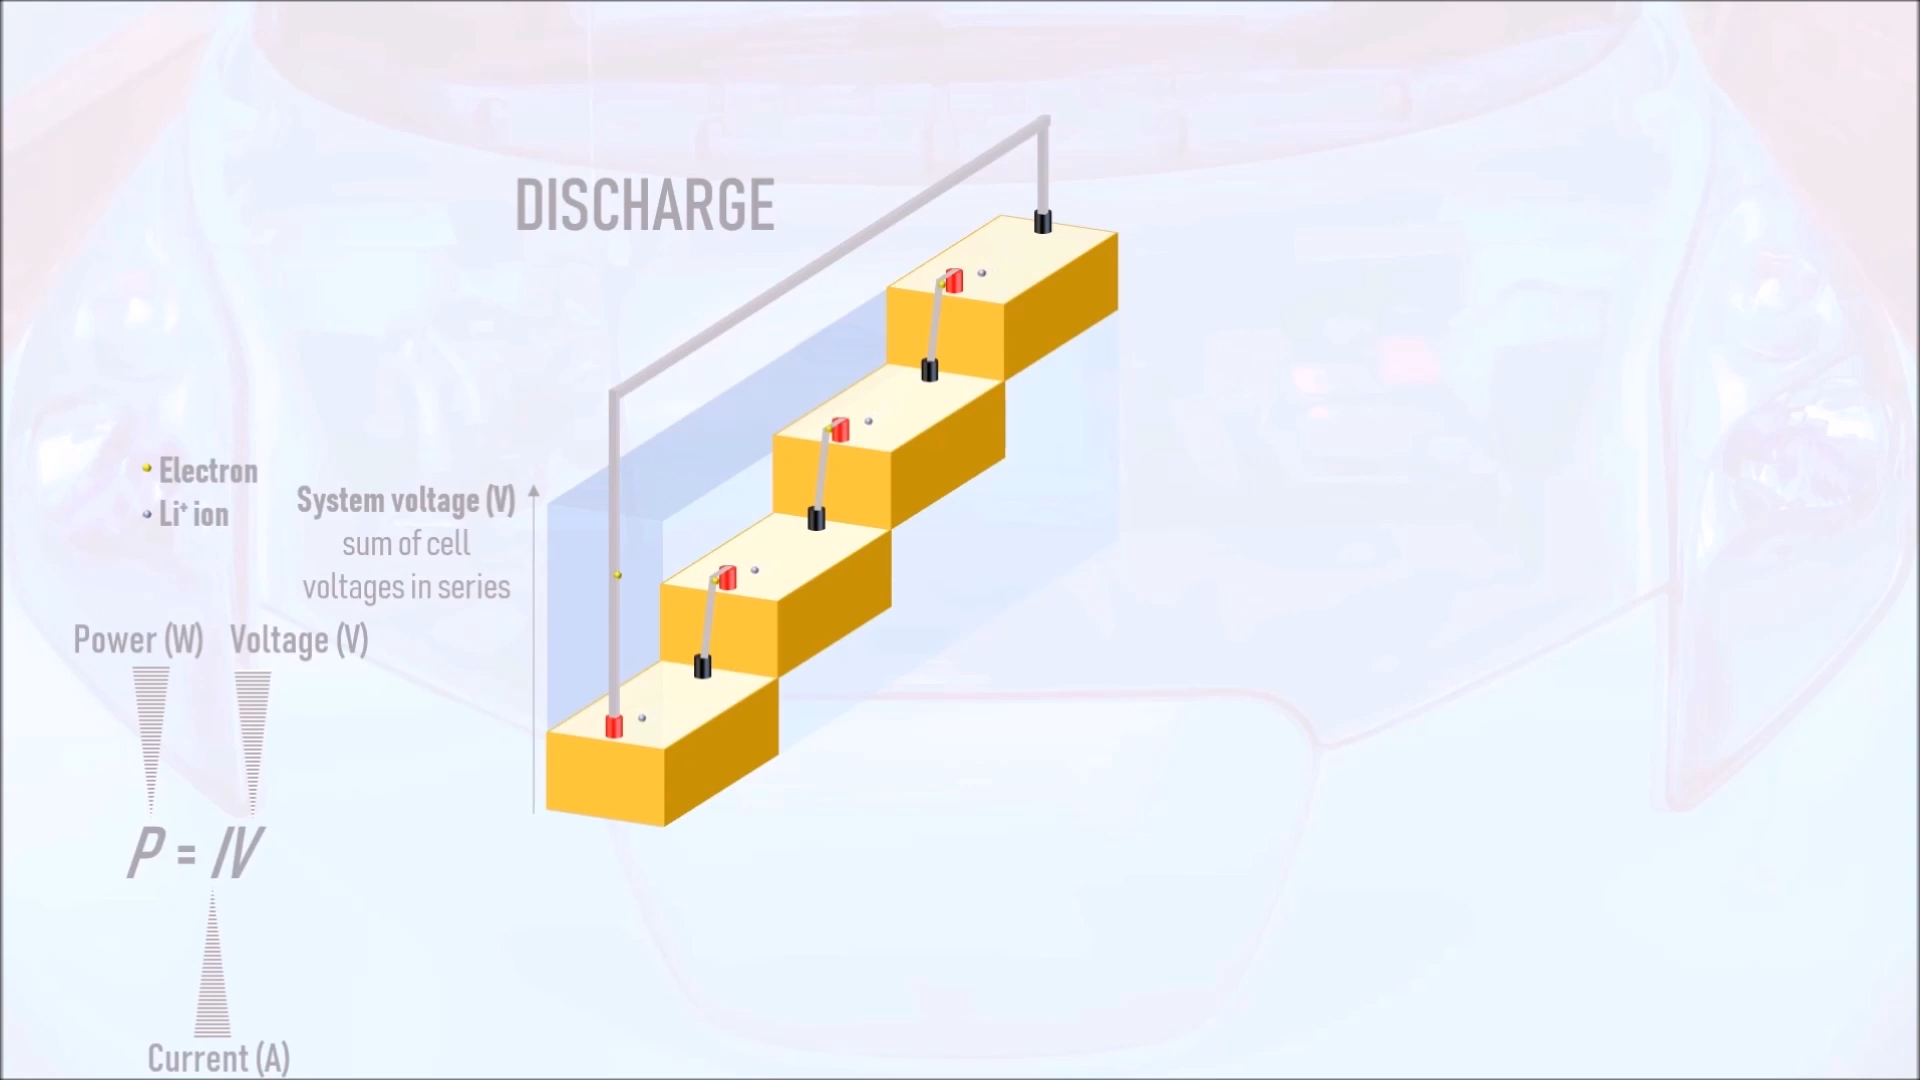 DISCHARGE
Electron
Li⁺ ion
System voltage (V)
sum of cell
voltages in series
Power (W)
Voltage (V)
P = IV
Current (A)